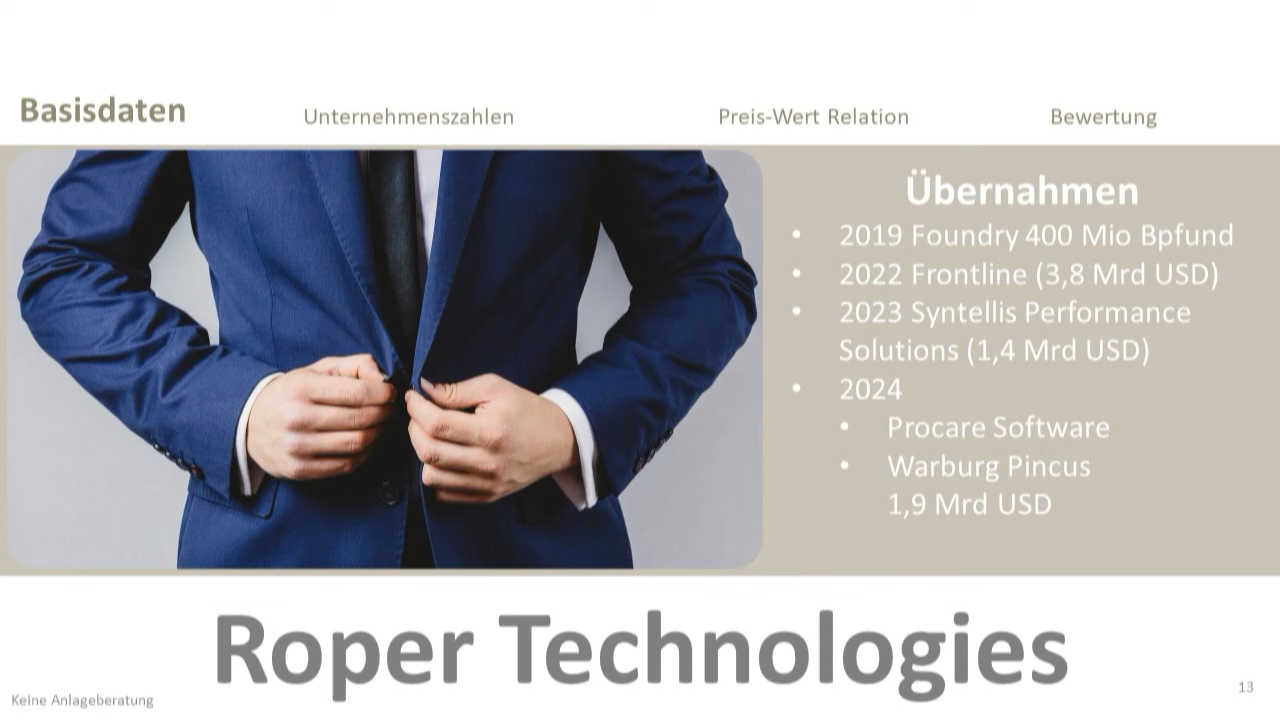 Basisdaten
Unternehmenszahlen
Preis-Wert Relation
Bewertung
Übernahmen
• 2019 Foundry 400 Mio Bpfund
• 2022 Frontline (3,8 Mrd USD)
• 2023 Syntellis Performance
Solutions (1,4 Mrd USD)
• 2024
• Procare Software
• Warburg Pincus
1,9 Mrd USD
Roper Technologies
Keine Anlageberatung
13